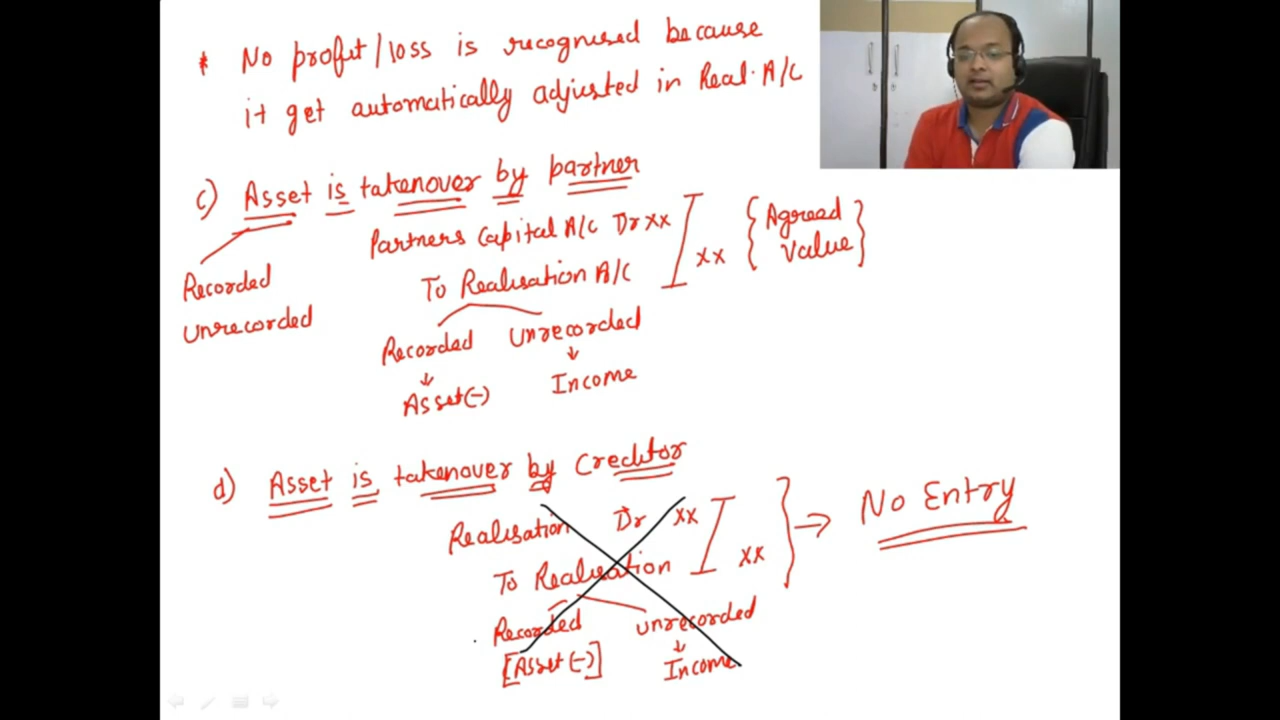 * No profit/loss is recognised because
it get automatically adjusted in Real. A/C
c) Asset is takenover by partner
Recorded
Unrecorded
Partners Capital A/C Dr xx
xx
To Realisation A/C
{Agreed
Value}
Recorded
Unrecorded
Asset(-)
Income
d) Asset is takenover by Creditor
Realisation Dr xx
To Realisation
xx
→ No Entry
Recorded
unrecorded
[Asset (-)]
Income